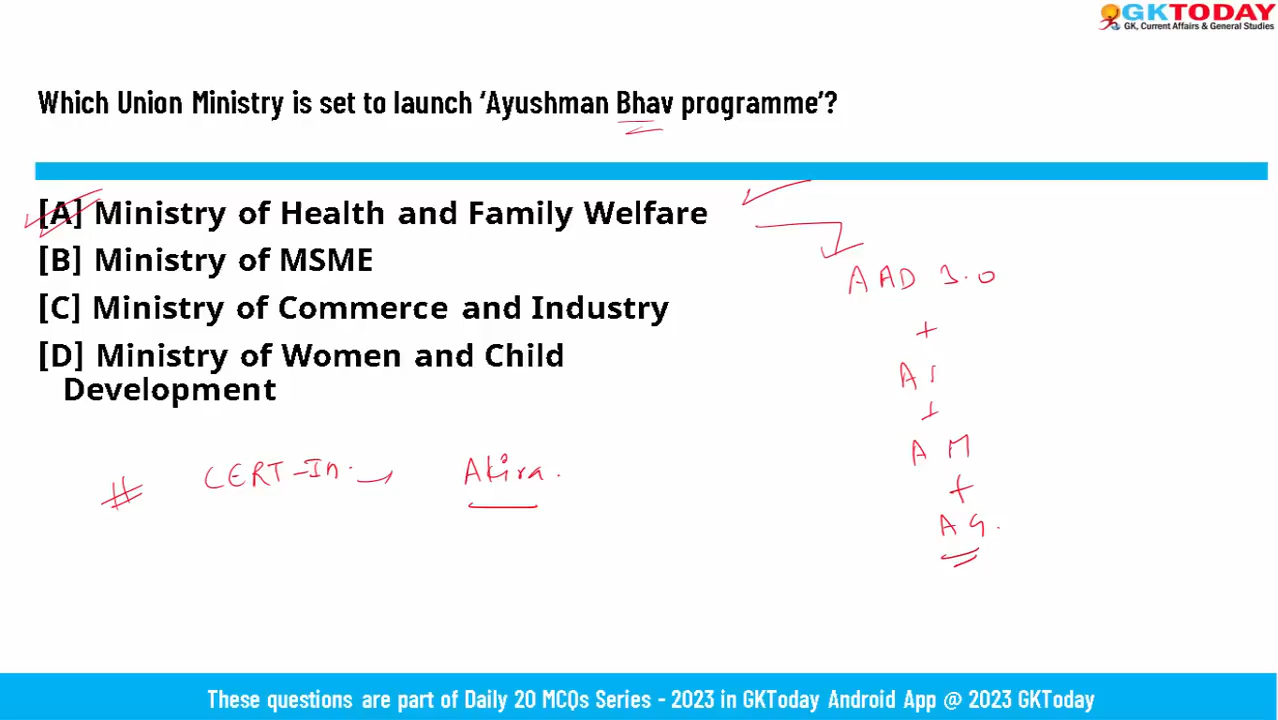 GKTODAY
GK, Current Affairs & General Studies
Which Union Ministry is set to launch ‘Ayushman Bhav programme’?
[A] Ministry of Health and Family Welfare
[B] Ministry of MSME
[C] Ministry of Commerce and Industry
[D] Ministry of Women and Child
Development
AAD 3.0
+
A
+
A M
+
A G.
# CERT-In. Akira.
These questions are part of Daily 20 MCQs Series - 2023 in GKToday Android App @ 2023 GKToday